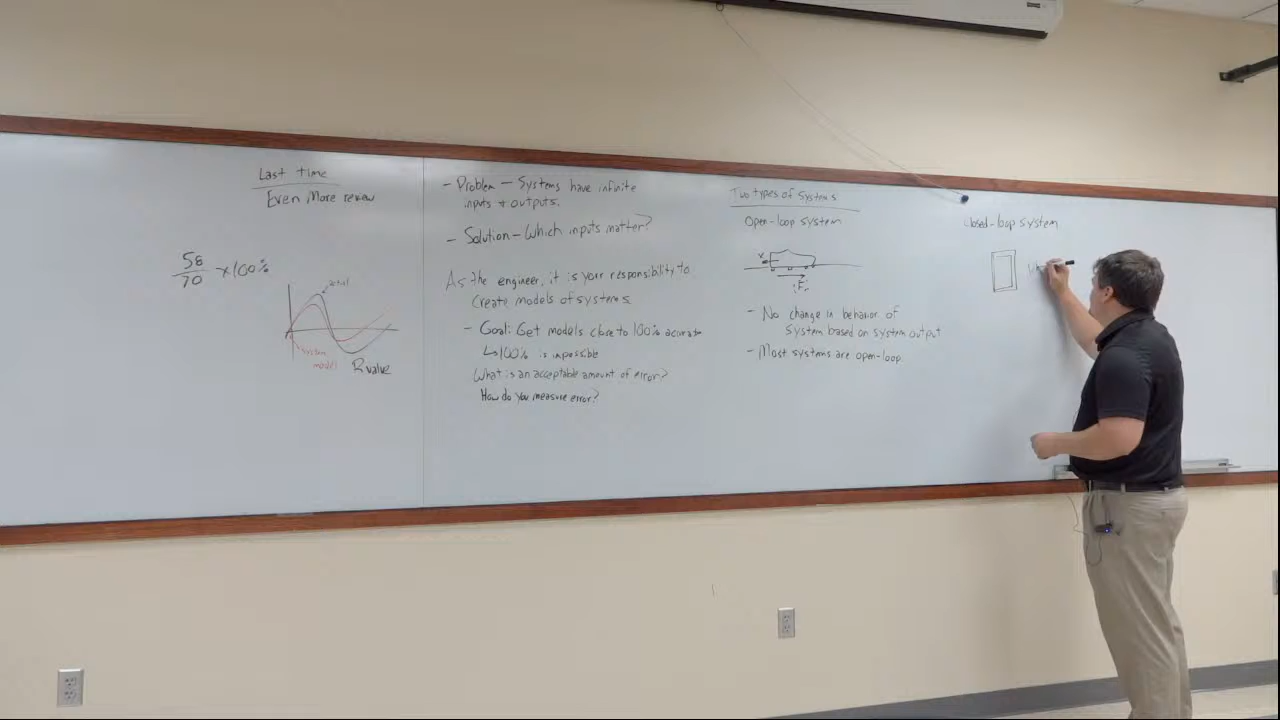 Last time
Even More review
58
70
x100%
actual
system
model
R value
- Problem - Systems have infinite
inputs + outputs.
- Solution - Which inputs matter?
As the engineer, it is your responsibility to
Create models of systems
- Goal: Get models close to 100% accurate
↳ 100% is impossible
What is an acceptable amount of error?
How do you measure error?
Two types of systems
Open-loop system
- No change in behavior of
system based on system output
- Most systems are open-loop.
Closed-loop system